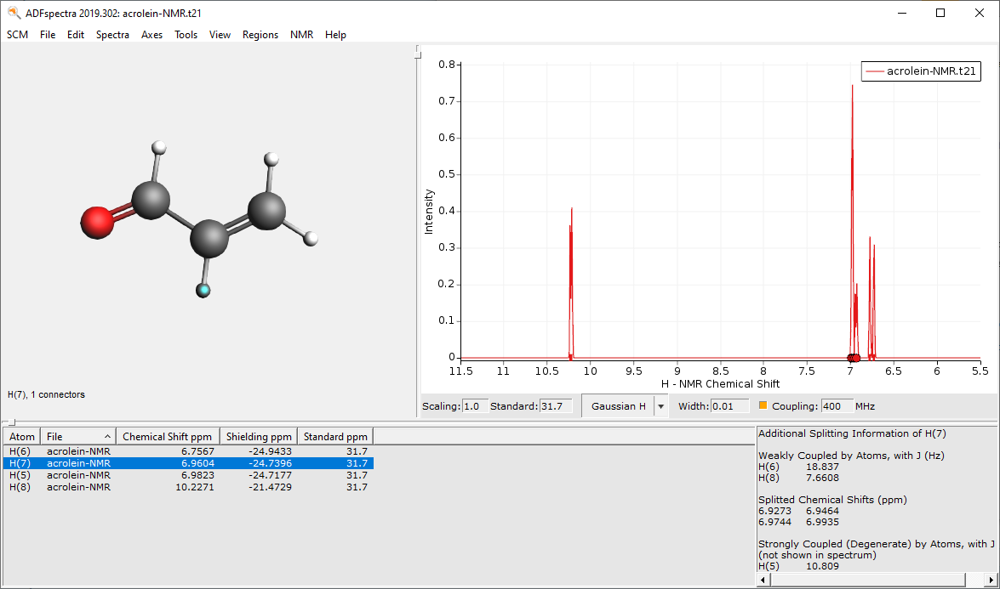 ADFspectra 2019.302: acrolein-NMR.t21
SCM File Edit Spectra Axes Tools View Regions NMR Help
acrolein-NMR.t21
0.8
0.7
0.6
0.5
0.4
0.3
0.2
0.1
0
Intensity
11.5 11 10.5 10 9.5 9 8.5 8 7.5 7 6.5 6 5.5
H - NMR Chemical Shift
H(7), 1 connectors
Scaling: 1.0 Standard: 31.7 Gaussian H Width: 0.01 Coupling: 400 MHz
Atom File Chemical Shift ppm Shielding ppm Standard ppm
H(6) acrolein-NMR 6.7567 -24.9433 31.7
H(7) acrolein-NMR 6.9604 -24.7396 31.7
H(5) acrolein-NMR 6.9823 -24.7177 31.7
H(8) acrolein-NMR 10.2271 -21.4729 31.7
Additional Splitting Information of H(7)
Weakly Coupled by Atoms, with J (Hz)
H(6) 18.837
H(8) 7.6608
Splitted Chemical Shifts (ppm)
6.9273 6.9464
6.9744 6.9935
Strongly Coupled (Degenerate) by Atoms, with J
(not shown in spectrum)
H(5) 10.809